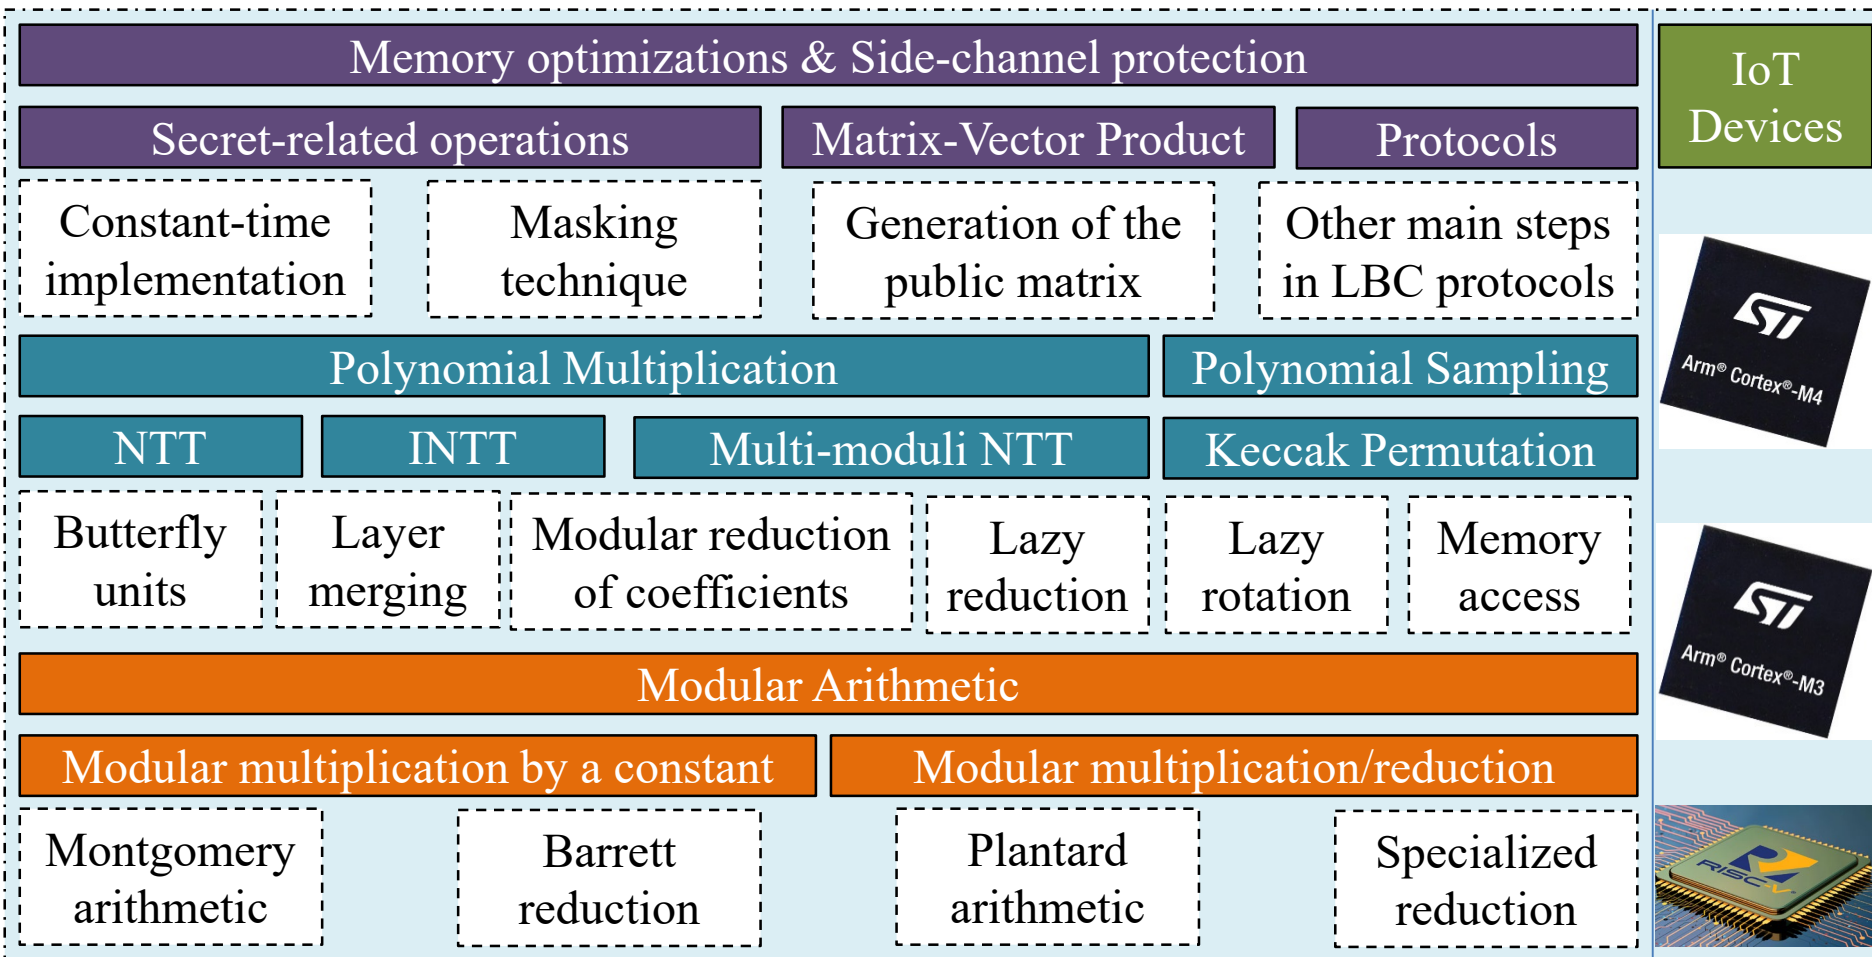 Memory optimizations & Side-channel protection
IoT
Devices
Secret-related operations
Matrix-Vector Product
Protocols
Constant-time
implementation
Masking
technique
Generation of the
public matrix
Other main steps
in LBC protocols
ST
Arm® Cortex®-M4
Polynomial Multiplication
Polynomial Sampling
NTT
INTT
Multi-moduli NTT
Keccak Permutation
Butterfly
units
Layer
merging
Modular reduction
of coefficients
Lazy
reduction
Lazy
rotation
Memory
access
ST
Arm® Cortex®-M3
Modular Arithmetic
Modular multiplication by a constant
Modular multiplication/reduction
Montgomery
arithmetic
Barrett
reduction
Plantard
arithmetic
Specialized
reduction
RISC-V